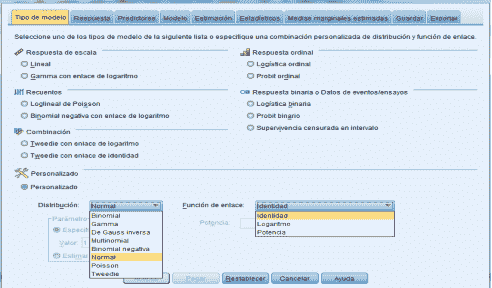 Tipo de modelo Respuesta Predictores Modelo Estimación Estadísticos Medias marginales estimadas Guardar Exportar
Seleccione uno de los tipos de modelo de la siguiente lista o especifique una combinación personalizada de distribución y función de enlace.
Respuesta de escala
Lineal
Gamma con enlace de logaritmo
Respuesta ordinal
Logística ordinal
Probit ordinal
Recuentos
Loglineal de Poisson
Binomial negativa con enlace de logaritmo
Respuesta binaria o Datos de eventos/ensayos
Logística binaria
Probit binario
Supervivencia censurada en intervalo
Combinación
Tweedie con enlace de logaritmo
Tweedie con enlace de identidad
Personalizado
Personalizado
Distribución: Normal
Función de enlace: Identidad
Binomial
Gamma
De Gauss inversa
Multinomial
Binomial negativa
Normal
Poisson
Tweedie
Identidad
Logaritmo
Potencia
Valor:
Potencia:
Pegar Restablecer Cancelar Ayuda